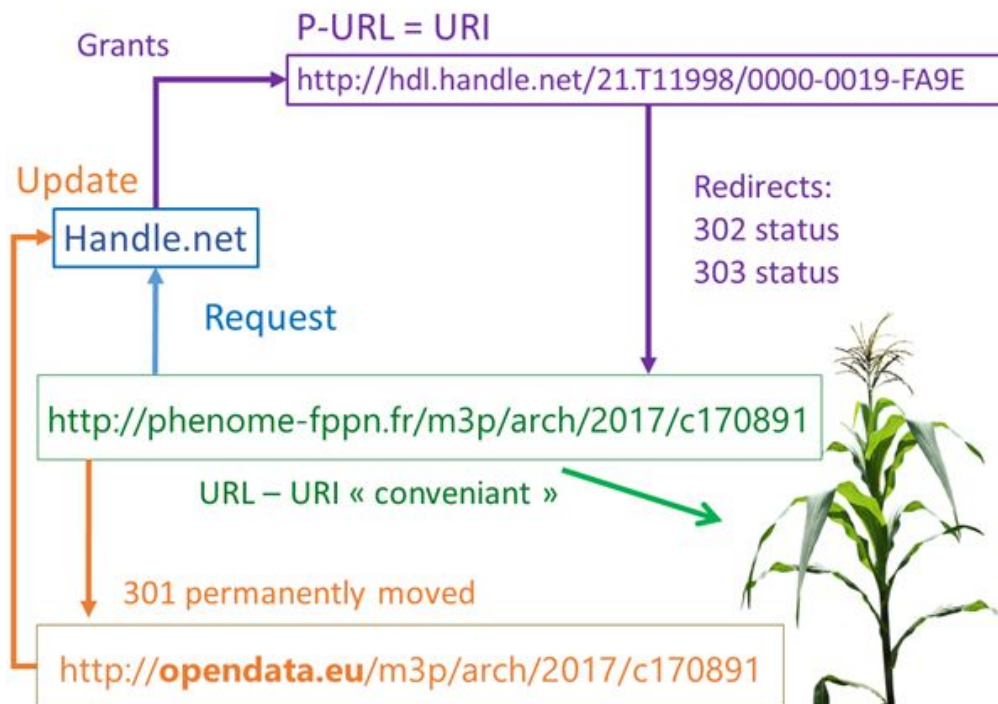 P-URL = URI
Grants
http://hdl.handle.net/21.T11998/0000-0019-FA9E
Update
Handle.net
Redirects:
302 status
303 status
Request
http://phenome-fppn.fr/m3p/arch/2017/c170891
URL – URI « conveniant »
301 permanently moved
http://opendata.eu/m3p/arch/2017/c170891